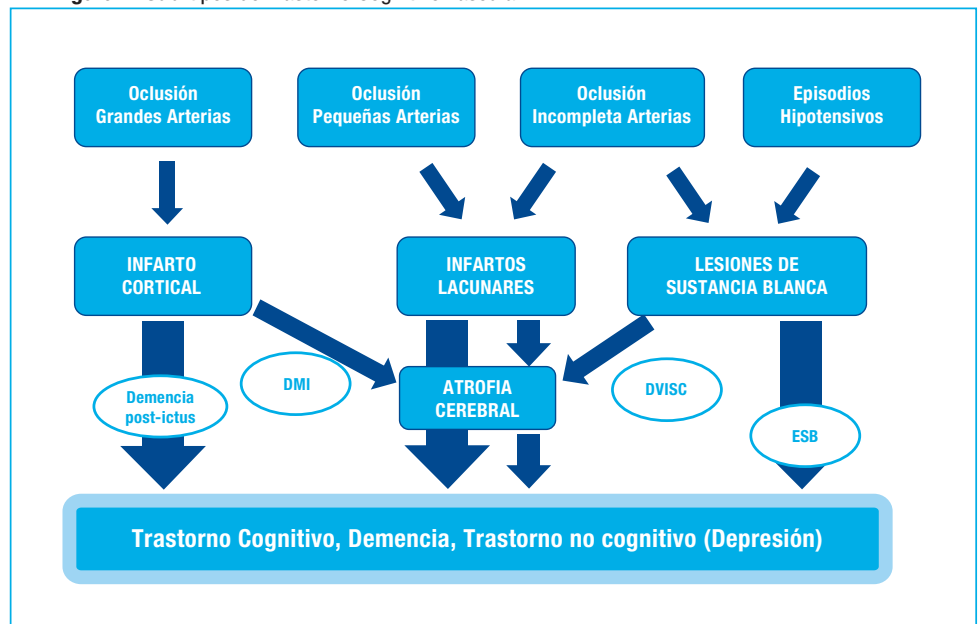 Oclusión
Grandes Arterias
Oclusión
Pequeñas Arterias
Oclusión
Incompleta Arterias
Episodios
Hipotensivos
INFARTO
CORTICAL
INFARTOS
LACUNARES
LESIONES DE
SUSTANCIA BLANCA
Demencia
post-ictus
DMI
ATROFIA
CEREBRAL
DVISC
ESB
Trastorno Cognitivo, Demencia, Trastorno no cognitivo (Depresión)